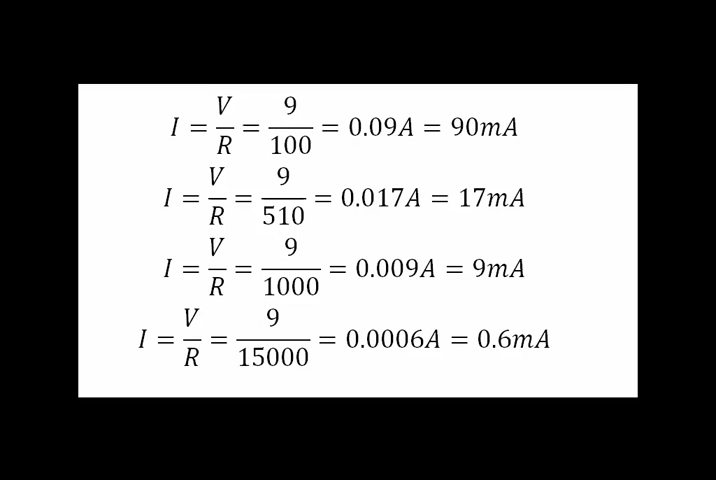 I = V/R = 9/100 = 0.09A = 90mA
I = V/R = 9/510 = 0.017A = 17mA
I = V/R = 9/1000 = 0.009A = 9mA
I = V/R = 9/15000 = 0.0006A = 0.6mA